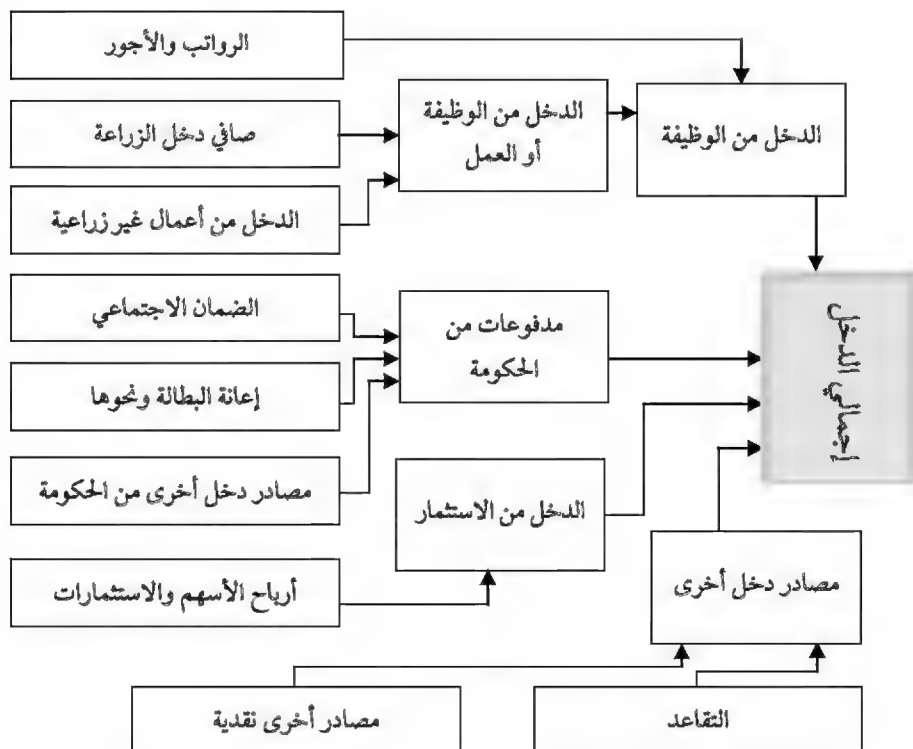 الرواتب والأجور
صافي دخل الزراعة
الدخل من أعمال غير زراعية
الدخل من الوظيفة
أو العمل
الدخل من الوظيفة
الضمان الاجتماعي
إعانة البطالة ونحوها
مصادر دخل أخرى من الحكومة
مدفوعات من
الحكومة
إجمالي الدخل
أرباح الأسهم والاستثمارات
الدخل من الاستثمار
مصادر دخل أخرى
مصادر أخرى نقدية
التقاعد